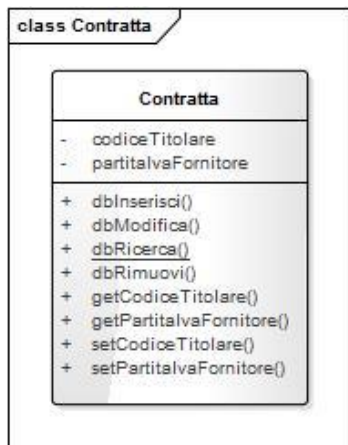 class Contratta
Contratta
- codiceTitolare
- partitaIvaFornitore
+ dbInserisci()
+ dbModifica()
+ dbRicerca()
+ dbRimuovi()
+ getCodiceTitolare()
+ getPartitaIvaFornitore()
+ setCodiceTitolare()
+ setPartitaIvaFornitore()